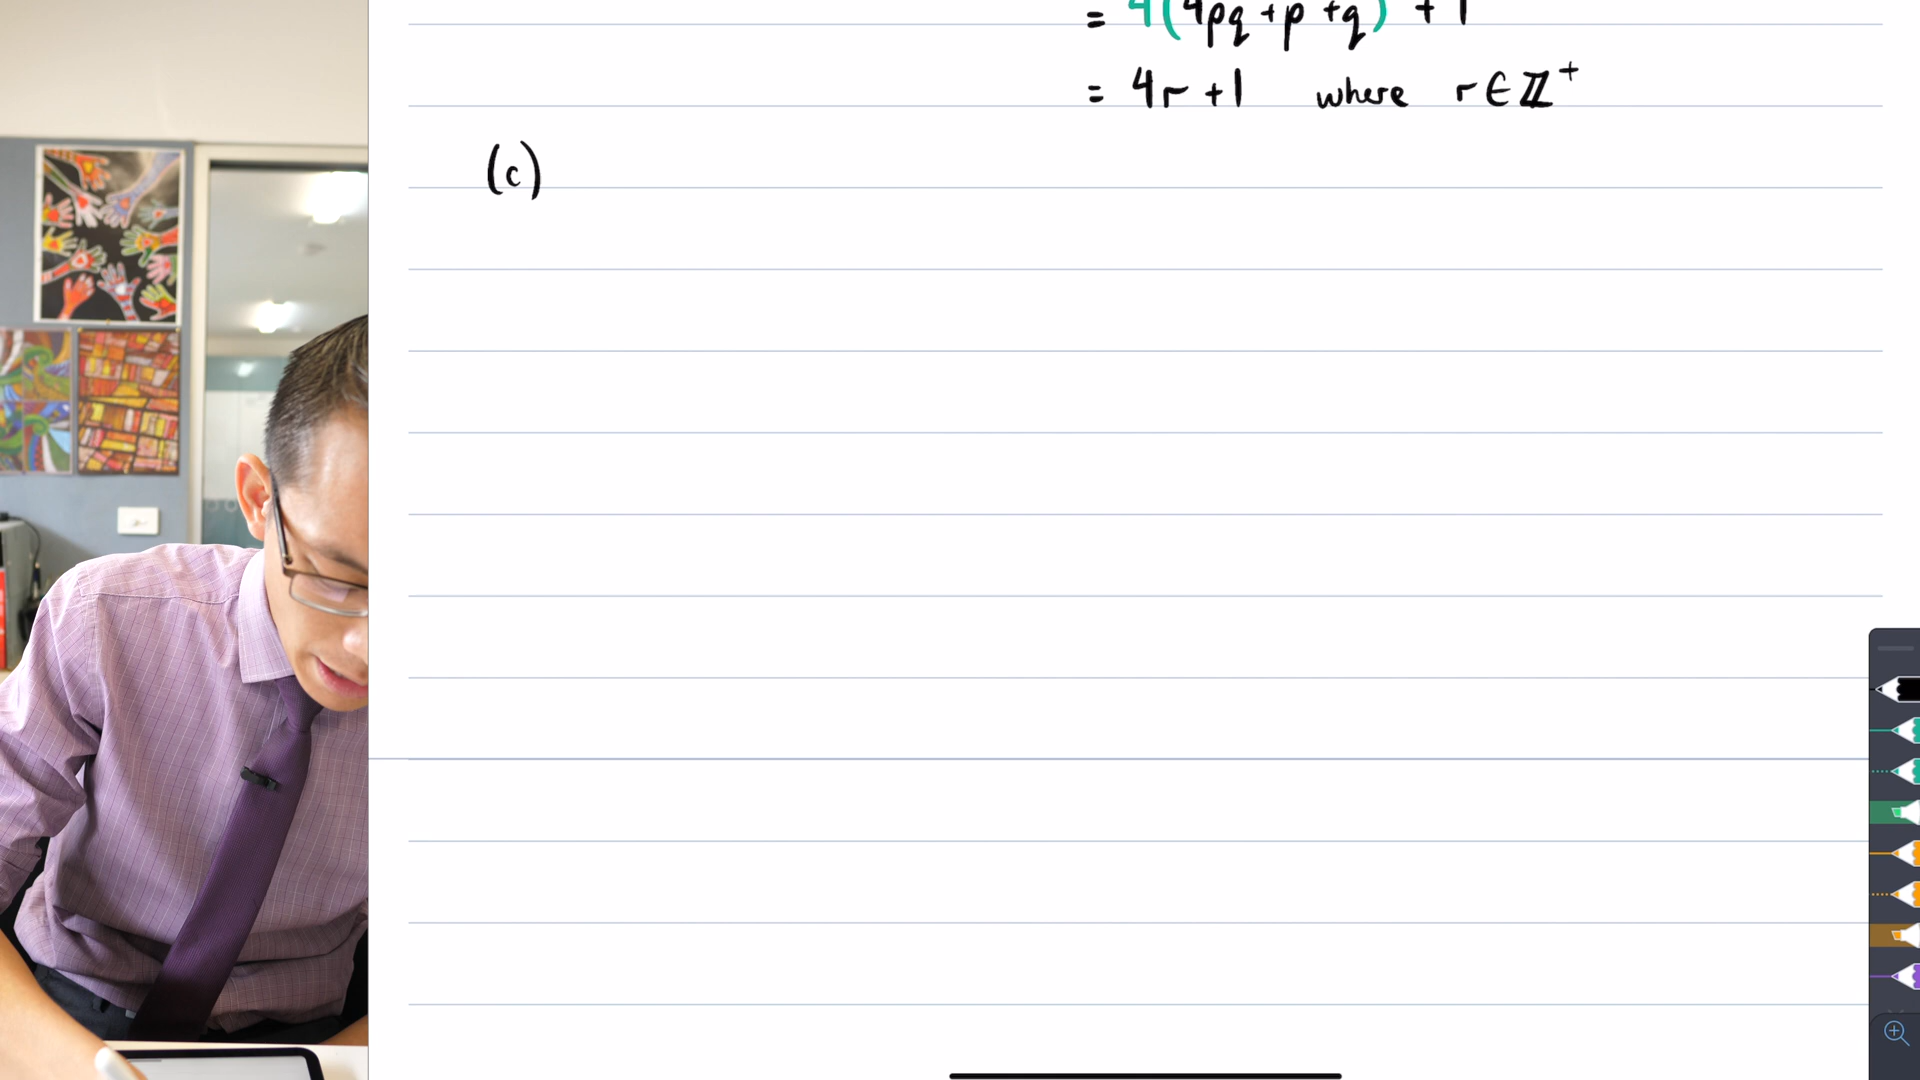 = 4(4pq + p + q) + 1
= 4r + 1 where r ∈ ℤ⁺
(c)